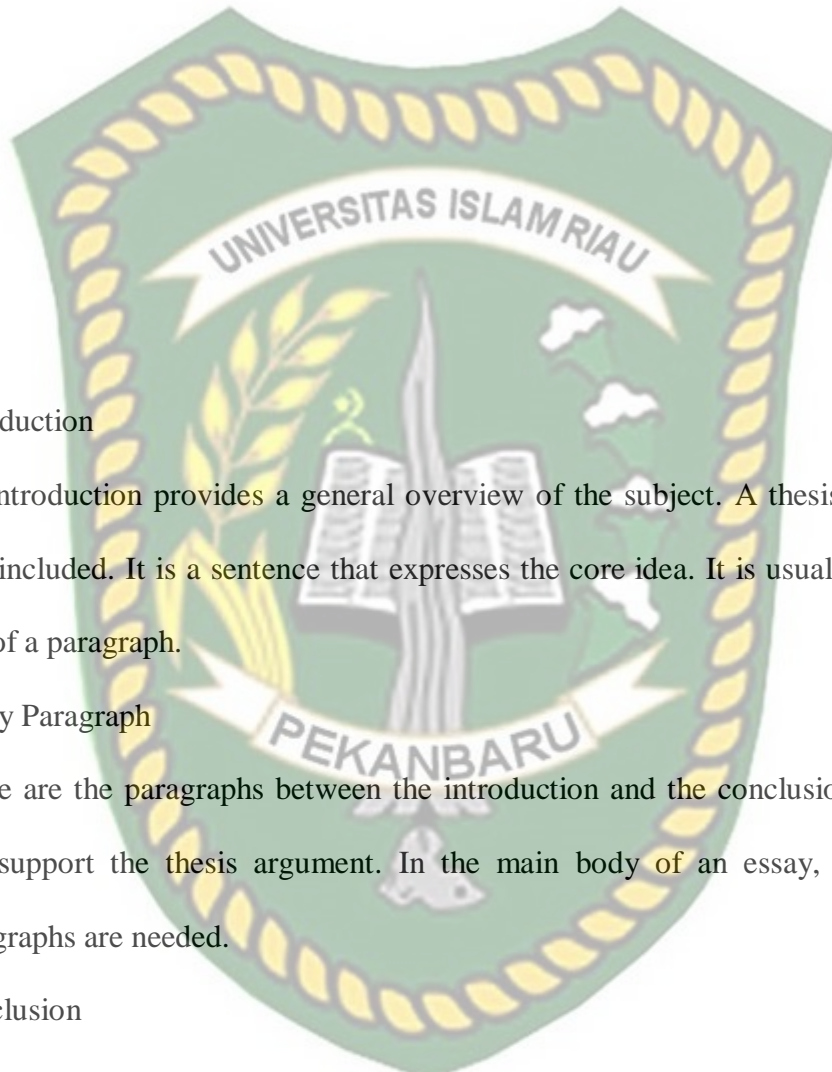 UNIVERSITAS ISLAM RIAU
duction
ntroduction provides a general overview of the subject. A thesis
included. It is a sentence that expresses the core idea. It is usual
of a paragraph.
y Paragraph
e are the paragraphs between the introduction and the conclusio
PEKANBARU
support the thesis argument. In the main body of an essay,
graphs are needed.
clusion